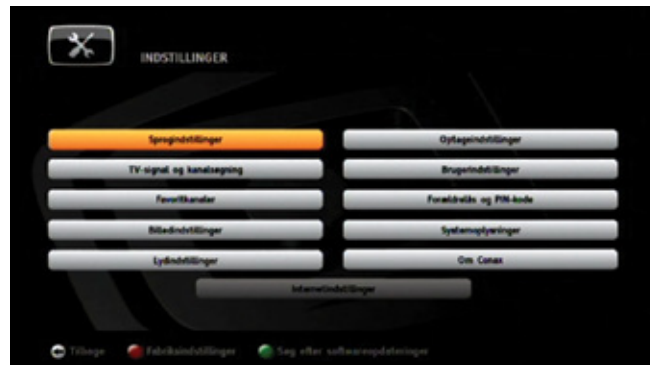 INDSTILLINGER
Sprogindstillinger
Optageindstillinger
TV-signal og kanalsøgning
Brugerindstillinger
Favoritkanaler
Forældrelås og PIN-kode
Billedindstillinger
Systemoplysninger
Lydindstillinger
Om Conax
Internetindstillinger
Tilbage Fabriksindstillinger Søg efter softwareopdateringer